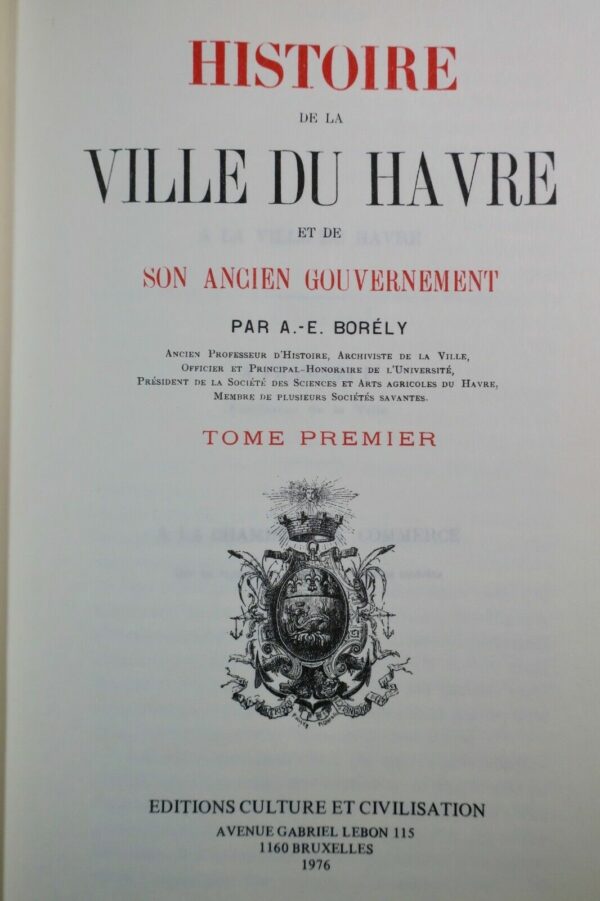 HISTOIRE
DE LA
VILLE DU HAVRE
ET DE
SON ANCIEN GOUVERNEMENT
PAR A.-E. BORÉLY
ANCIEN PROFESSEUR D'HISTOIRE, ARCHIVISTE DE LA VILLE,
OFFICIER ET PRINCIPAL-HONORAIRE DE L'UNIVERSITÉ,
PRÉSIDENT DE LA SOCIÉTÉ DES SCIENCES ET ARTS AGRICOLES DU HAVRE,
MEMBRE DE PLUSIEURS SOCIÉTÉS SAVANTES.
TOME PREMIER
EDITIONS CULTURE ET CIVILISATION
AVENUE GABRIEL LEBON 115
1160 BRUXELLES
1976